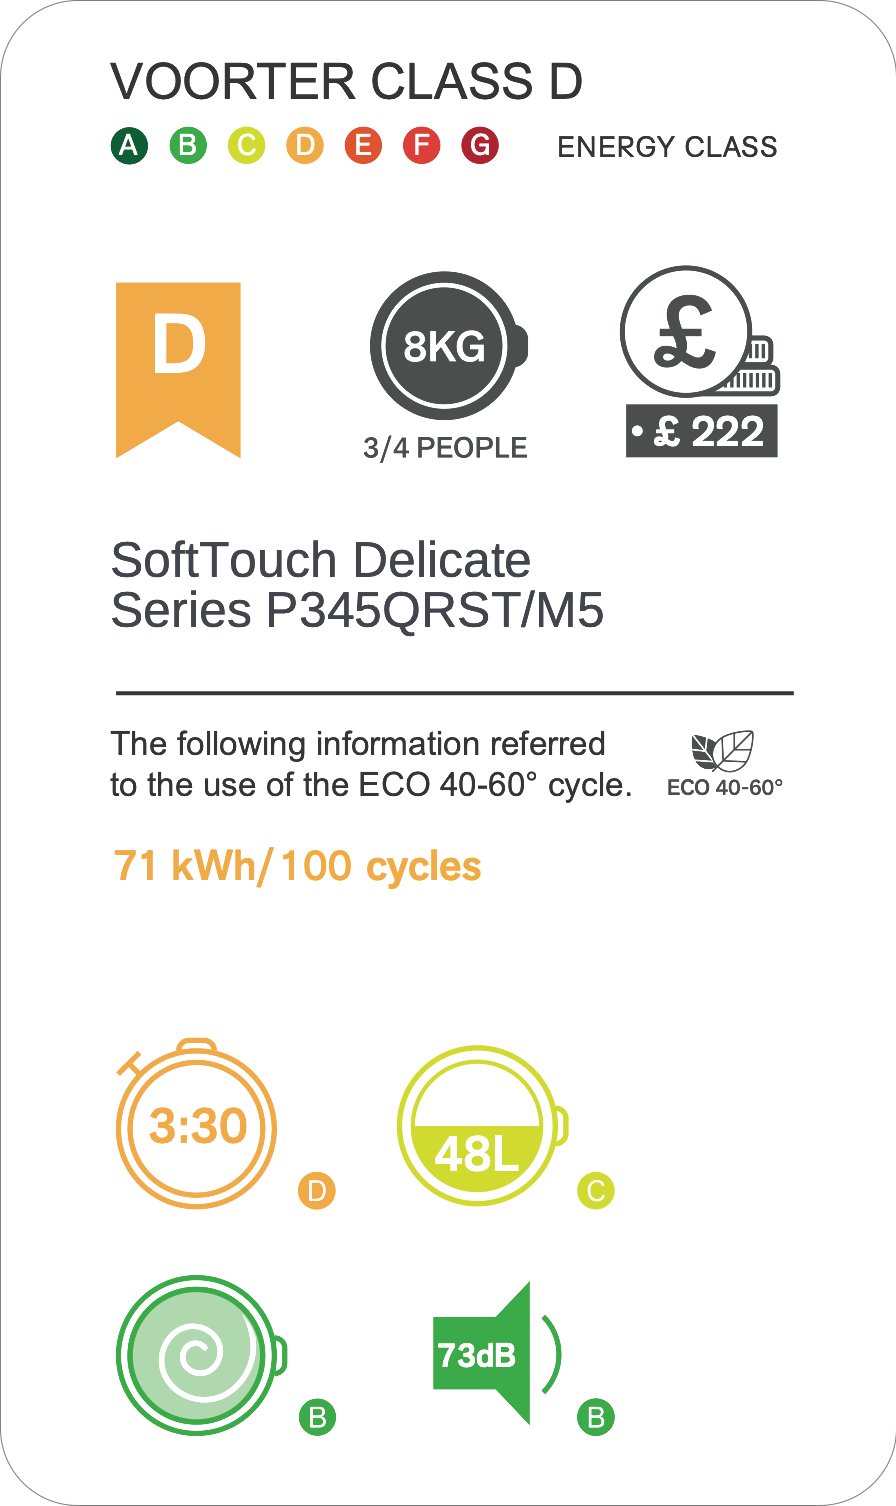 VOORTER CLASS D
A B C D E F G ENERGY CLASS
D
8KG
3/4 PEOPLE
£
• £ 222
SoftTouch Delicate
Series P345QRST/M5
The following information referred
to the use of the ECO 40-60° cycle.
ECO 40-60°
71 kWh/100 cycles
3:30
D
48L
C
B
73dB
B